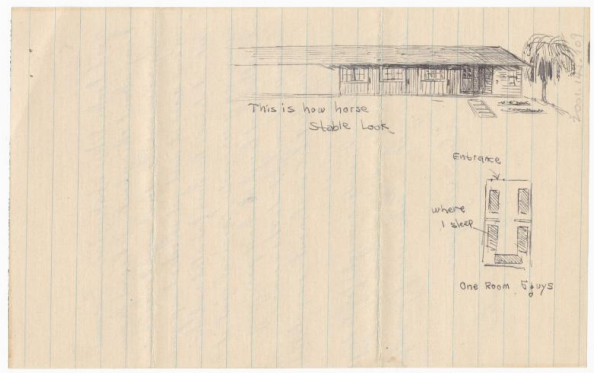 This is how horse
Stable Look
Entrance
where
I sleep
One Room 5 guys